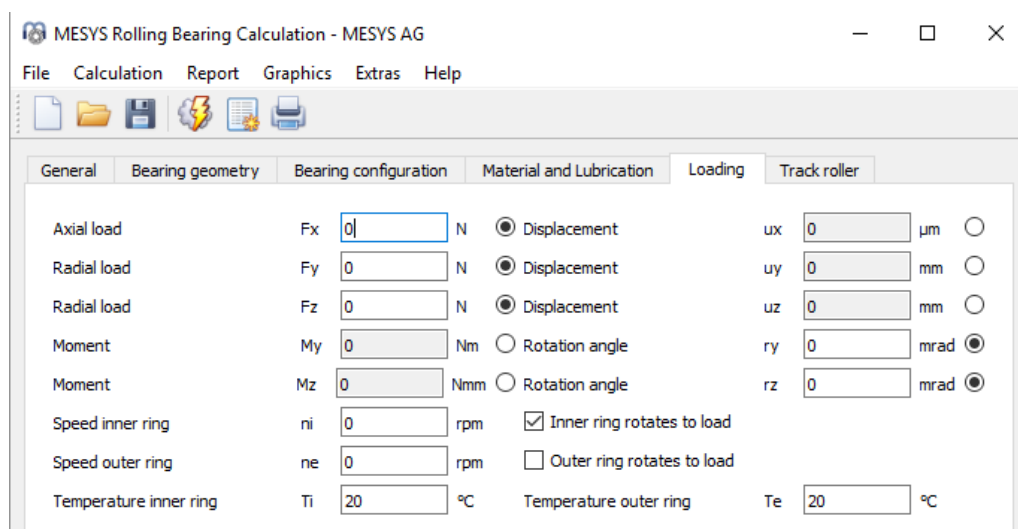 MESYS Rolling Bearing Calculation - MESYS AG
File Calculation Report Graphics Extras Help
General Bearing geometry Bearing configuration Material and Lubrication Loading Track roller
Axial load Fx 0 N Displacement ux 0 µm
Radial load Fy 0 N Displacement uy 0 mm
Radial load Fz 0 N Displacement uz 0 mm
Moment My 0 Nm Rotation angle ry 0 mrad
Moment Mz 0 Nmm Rotation angle rz 0 mrad
Speed inner ring ni 0 rpm Inner ring rotates to load
Speed outer ring ne 0 rpm Outer ring rotates to load
Temperature inner ring Ti 20 °C Temperature outer ring Te 20 °C